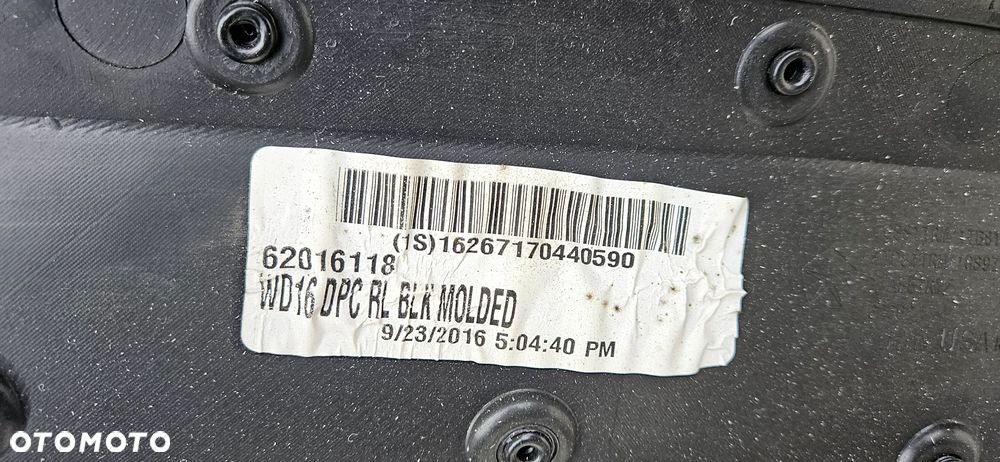 (1S)16267170440590
62016118
WD16 DPC RL BLK MOLDED
9/23/2016 5:04:40 PM
OTOMOTO